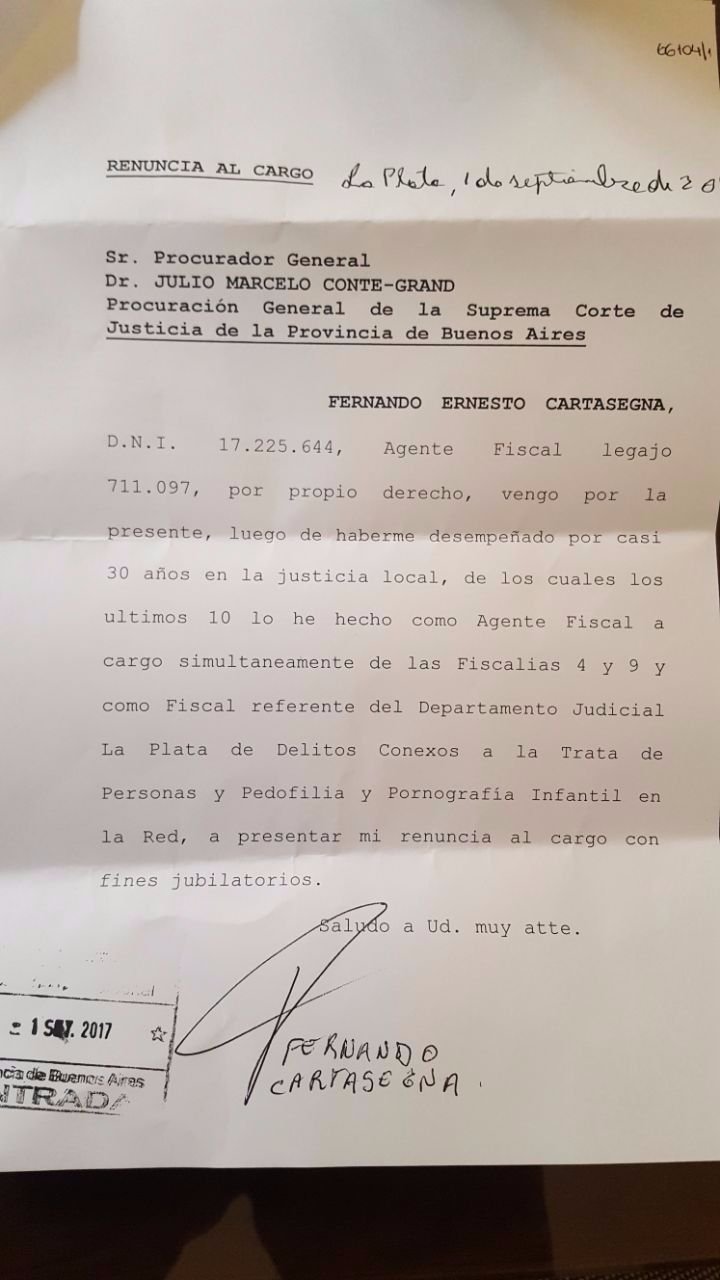 66104/1
RENUNCIA AL CARGO La Plata, 1 de septiembre de 20
Sr. Procurador General
Dr. JULIO MARCELO CONTE-GRAND
Procuración General de la Suprema Corte de
Justicia de la Provincia de Buenos Aires
FERNANDO ERNESTO CARTASEGNA,
D.N.I. 17.225.644, Agente Fiscal legajo
711.097, por propio derecho, vengo por la
presente, luego de haberme desempeñado por casi
30 años en la justicia local, de los cuales los
ultimos 10 lo he hecho como Agente Fiscal a
cargo simultaneamente de las Fiscalias 4 y 9 y
como Fiscal referente del Departamento Judicial
La Plata de Delitos Conexos a la Trata de
Personas y Pedofilia y Pornografía Infantil en
la Red, a presentar mi renuncia al cargo con
fines jubilatorios.
Saludo a Ud. muy atte.
1 SET. 2017
ncia de Buenos Aires
NTRADA
FERNANDO
CARTASEGNA.